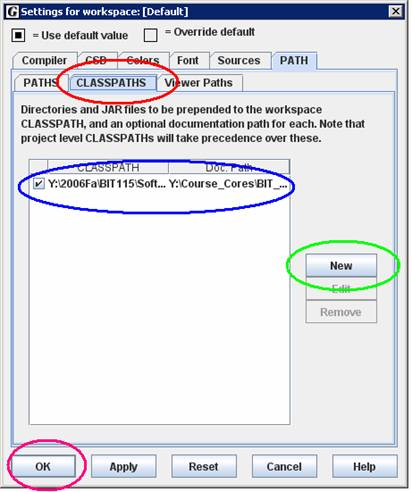 Settings for workspace: [Default]
= Use default value = Override default
Compiler CSD Colors Font Sources PATH
PATHS CLASSPATHS Viewer Paths
Directories and JAR files to be prepended to the workspace
CLASSPATH, and an optional documentation path for each. Note that
project level CLASSPATHs will take precedence over these.
CLASSPATH Doc. Path
Y:\2006Fa\BIT115\Soft... Y:\Course_Cores\BIT_...
New
Edit
Remove
OK Apply Reset Cancel Help